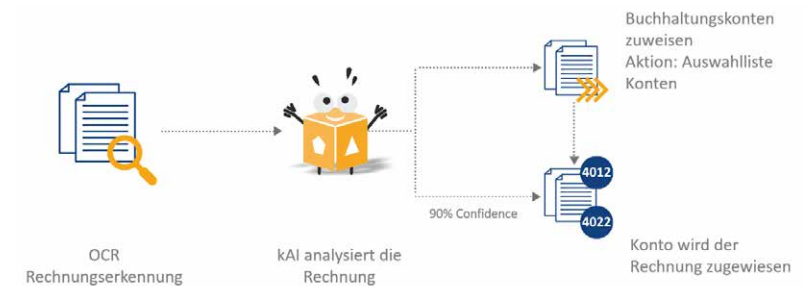 Buchhaltungskonten
zuweisen
Aktion: Auswahlliste
Konten
4012
4022
90% Confidence
OCR
Rechnungserkennung
kAI analysiert die
Rechnung
Konto wird der
Rechnung zugewiesen